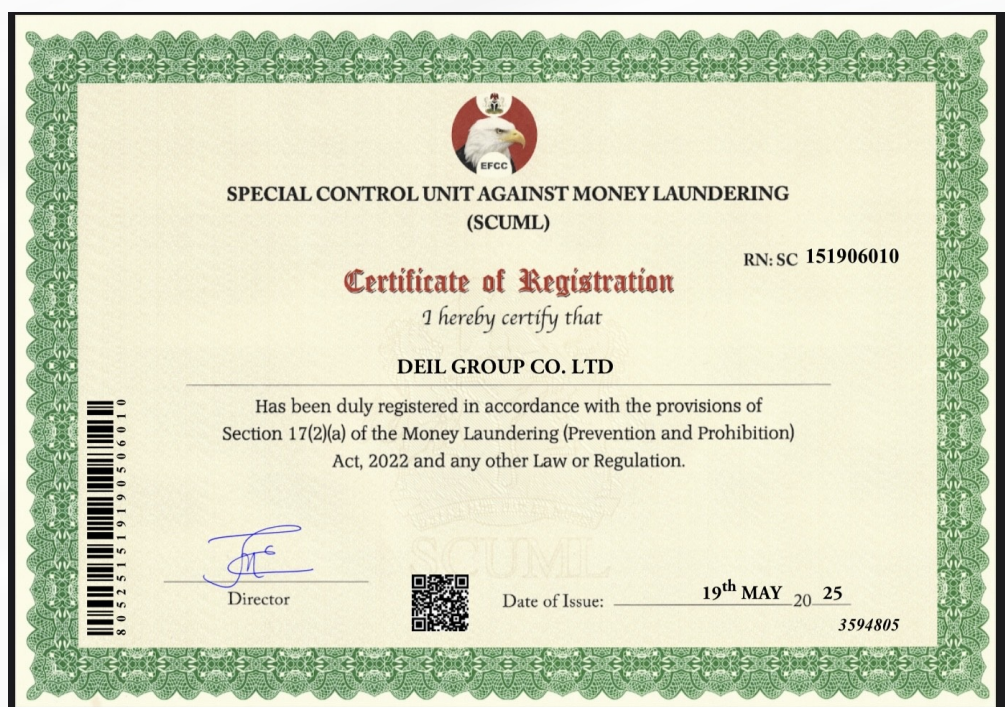 EFCC
SPECIAL CONTROL UNIT AGAINST MONEY LAUNDERING
(SCUML)
RN: SC 151906010
Certificate of Registration
I hereby certify that
DEIL GROUP CO. LTD
Has been duly registered in accordance with the provisions of
Section 17(2)(a) of the Money Laundering (Prevention and Prohibition)
Act, 2022 and any other Law or Regulation.
SCUML
805251519190506010
Director
Date of Issue: 19th MAY 20 25
3594805